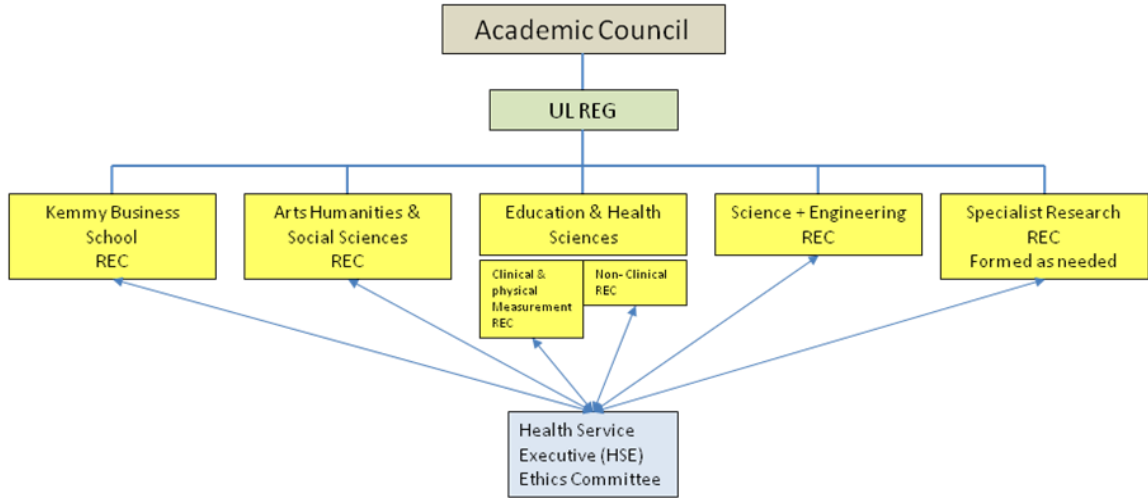 Academic Council
UL REG
Kemmy Business
School
REC
Arts Humanities &
Social Sciences
REC
Education & Health
Sciences
Clinical &
physical
Measurement
REC
Non- Clinical
REC
Science + Engineering
REC
Specialist Research
REC
Formed as needed
Health Service
Executive (HSE)
Ethics Committee